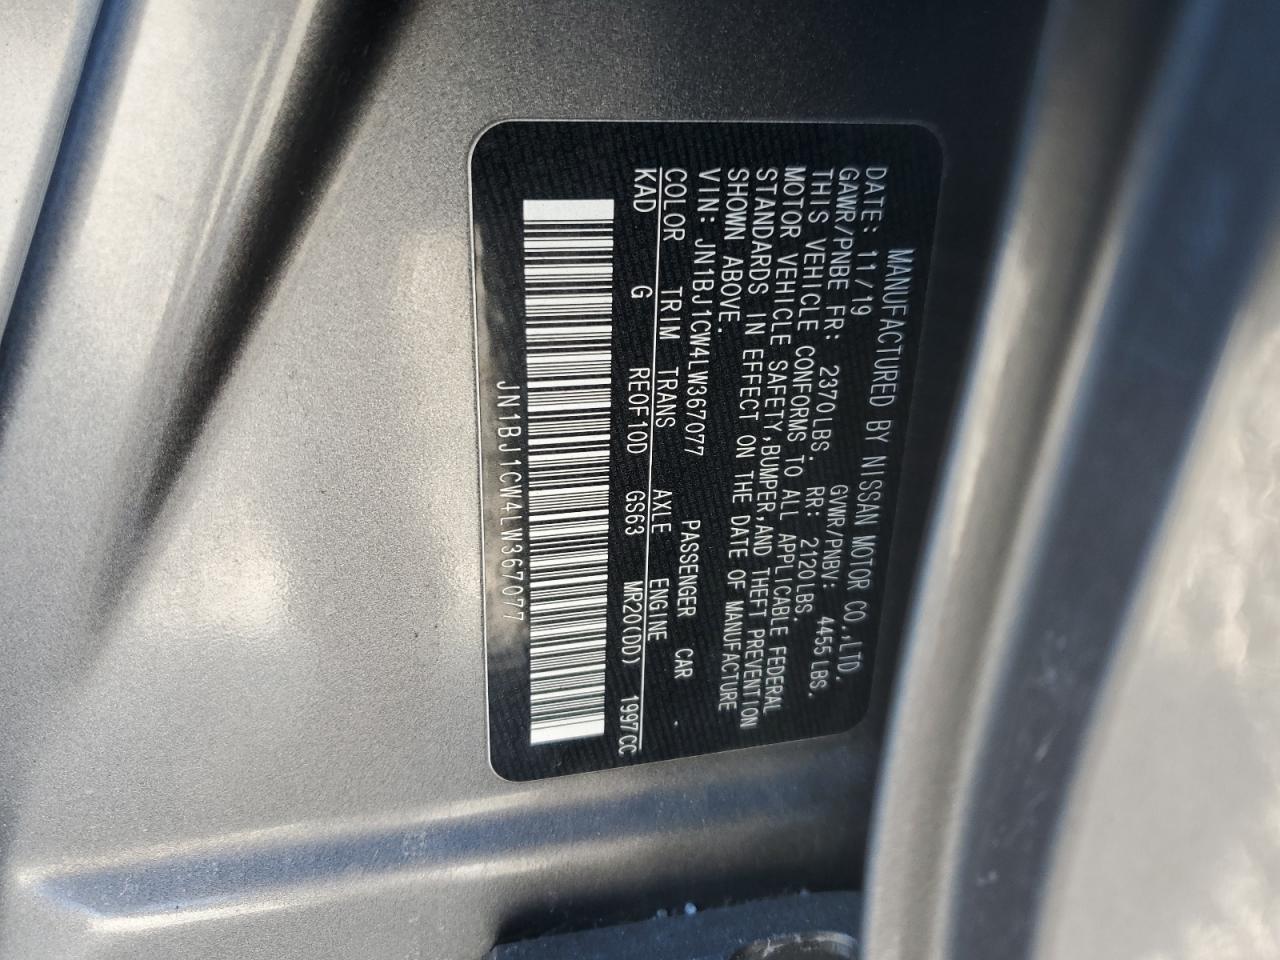 MANUFACTURED BY NISSAN MOTOR CO.,LTD.
DATE: 11/19 GVWR/PNBV: 4455 LBS.
GAWR/PNBE FR: 2370LBS. RR: 2120LBS.
THIS VEHICLE CONFORMS TO ALL APPLICABLE FEDERAL
MOTOR VEHICLE SAFETY,BUMPER,AND THEFT PREVENTION
STANDARDS IN EFFECT ON THE DATE OF MANUFACTURE
SHOWN ABOVE.
VIN: JN1BJ1CW4LW367077 PASSENGER CAR
COLOR TRIM TRANS AXLE ENGINE
KAD G RE0F10D GS63 MR20(DD) 1997CC
JN1BJ1CW4LW367077